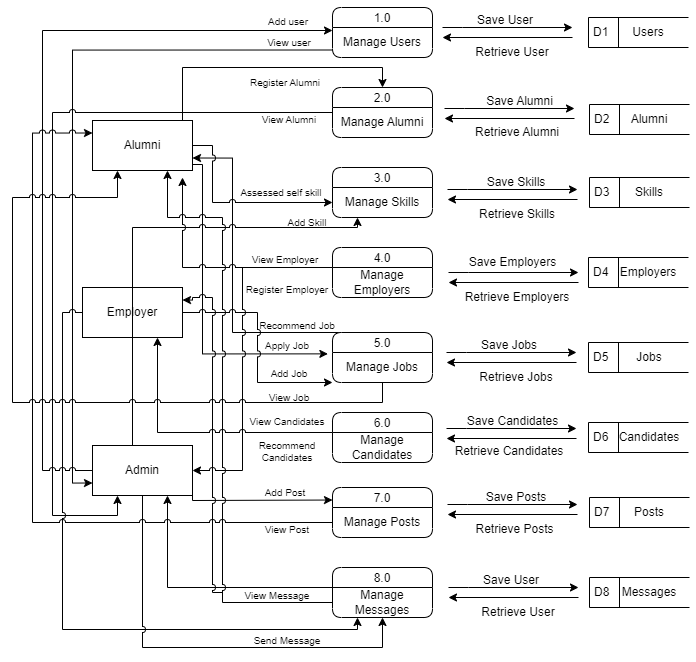 Add user
1.0
Save User
View user
Manage Users
D1
Users
Retrieve User
Register Alumni
2.0
Save Alumni
View Alumni
Manage Alumni
D2
Alumni
Retrieve Alumni
Alumni
3.0
Save Skills
Assessed self skill
Manage Skills
D3
Skills
Retrieve Skills
Add Skill
View Employer
4.0
Save Employers
Manage
Employers
D4
Employers
Register Employer
Retrieve Employers
Employer
Recommend Job
5.0
Save Jobs
Apply Job
Manage Jobs
D5
Jobs
Add Job
Retrieve Jobs
View Job
View Candidates
6.0
Save Candidates
Manage
Candidates
D6
Candidates
Recommend
Candidates
Retrieve Candidates
Admin
Add Post
7.0
Save Posts
View Post
Manage Posts
D7
Posts
Retrieve Posts
8.0
Save User
View Message
Manage
Messages
D8
Messages
Retrieve User
Send Message